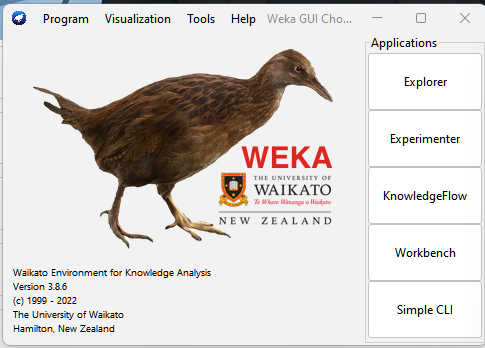 Program Visualization Tools Help Weka GUI Cho...
Applications
Explorer
Experimenter
KnowledgeFlow
Workbench
Simple CLI
WEKA
THE UNIVERSITY OF
WAIKATO
Te Whare Wānanga o Waikato
NEW ZEALAND
Waikato Environment for Knowledge Analysis
Version 3.8.6
(c) 1999 - 2022
The University of Waikato
Hamilton, New Zealand